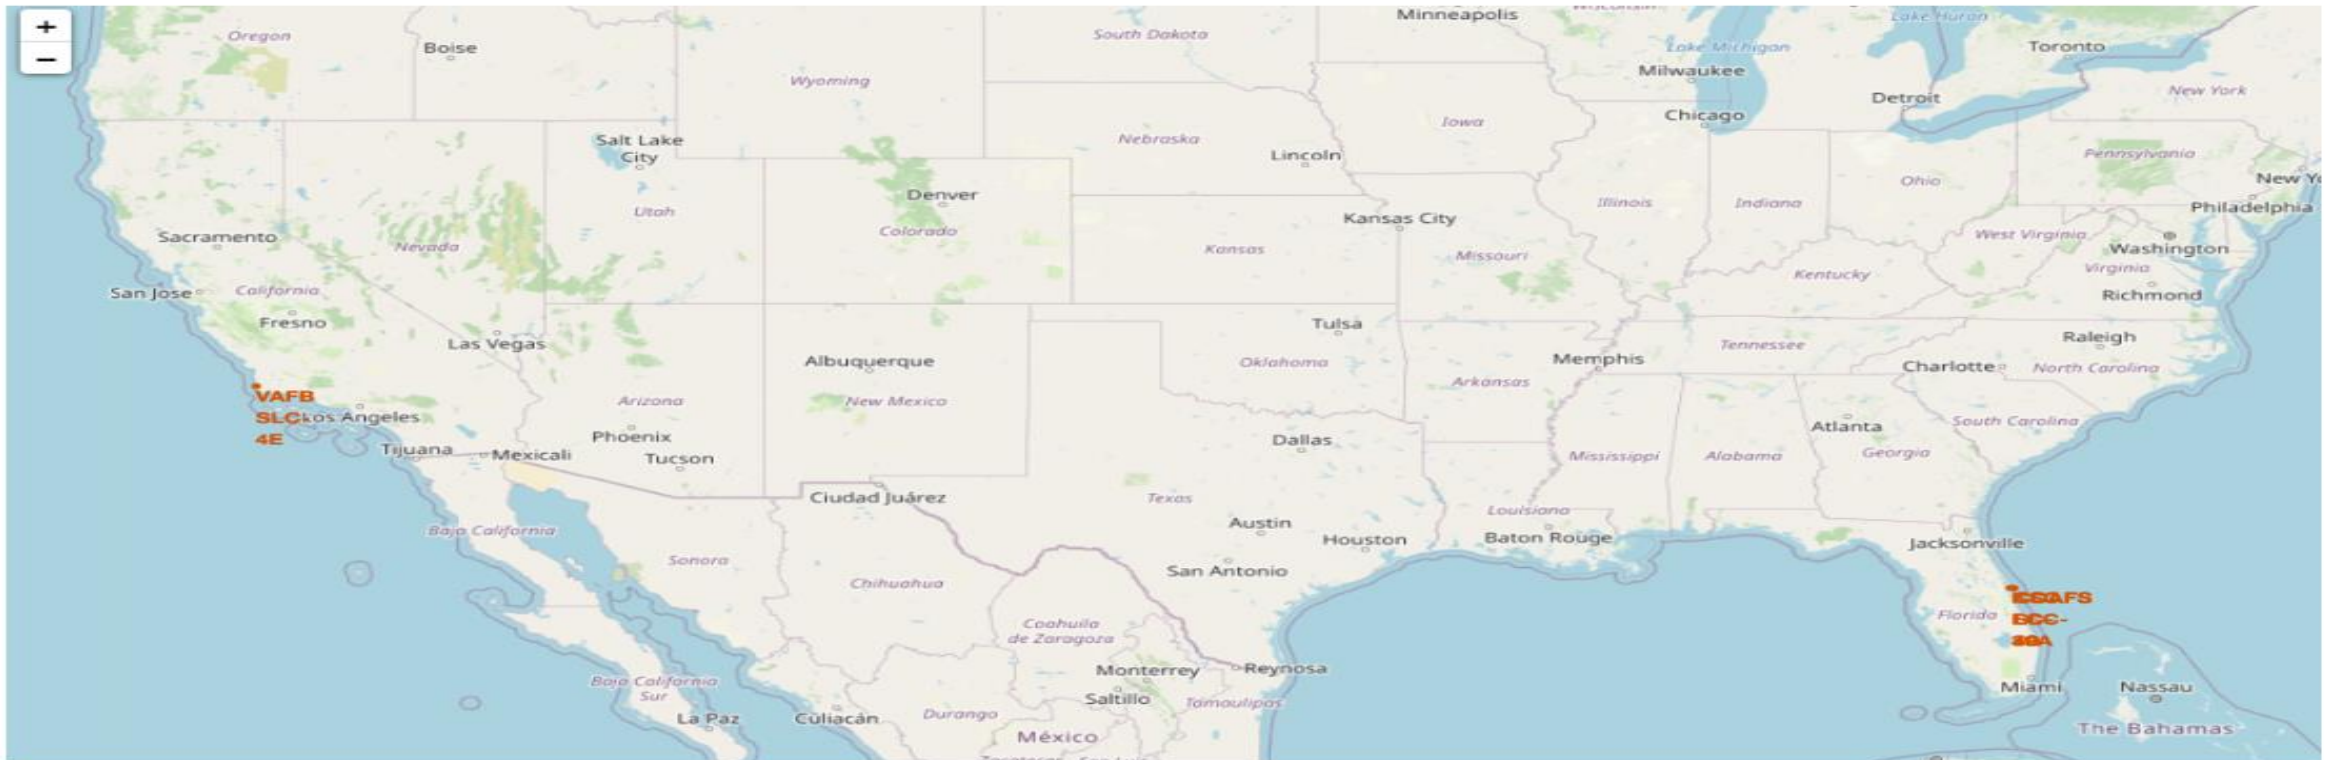 +
−
Oregon
Boise
South Dakota
Minneapolis
Wisconsin
Lake Michigan
Lake Huron
Toronto
Wyoming
Milwaukee
Detroit
New York
Chicago
Salt Lake
City
Nebraska
Iowa
Lincoln
Pennsylvania
Denver
Utah
Colorado
Kansas City
Illinois
Indiana
Ohio
New Yo
Philadelphia
Sacramento
Nevada
Kansas
Missouri
West Virginia
Washington
Kentucky
Virginia
San Jose
California
Richmond
Fresno
Las Vegas
Tulsa
Raleigh
Albuquerque
Oklahoma
Memphis
Tennessee
Charlotte
North Carolina
Arkansas
VAFB
SLC-
4E
Los Angeles
Arizona
New Mexico
Phoenix
Tucson
Dallas
Atlanta
South Carolina
Tijuana
Mexicali
Mississippi
Alabama
Georgia
Ciudad Juárez
Texas
Louisiana
Baja California
Austin
Houston
Baton Rouge
Jacksonville
Sonora
Chihuahua
San Antonio
Florida
Coahuila
de Zaragoza
Monterrey
Reynosa
Baja California
Sur
Saltillo
Tamaulipas
Miami
Nassau
La Paz
Culiacán
Durango
México
The Bahamas